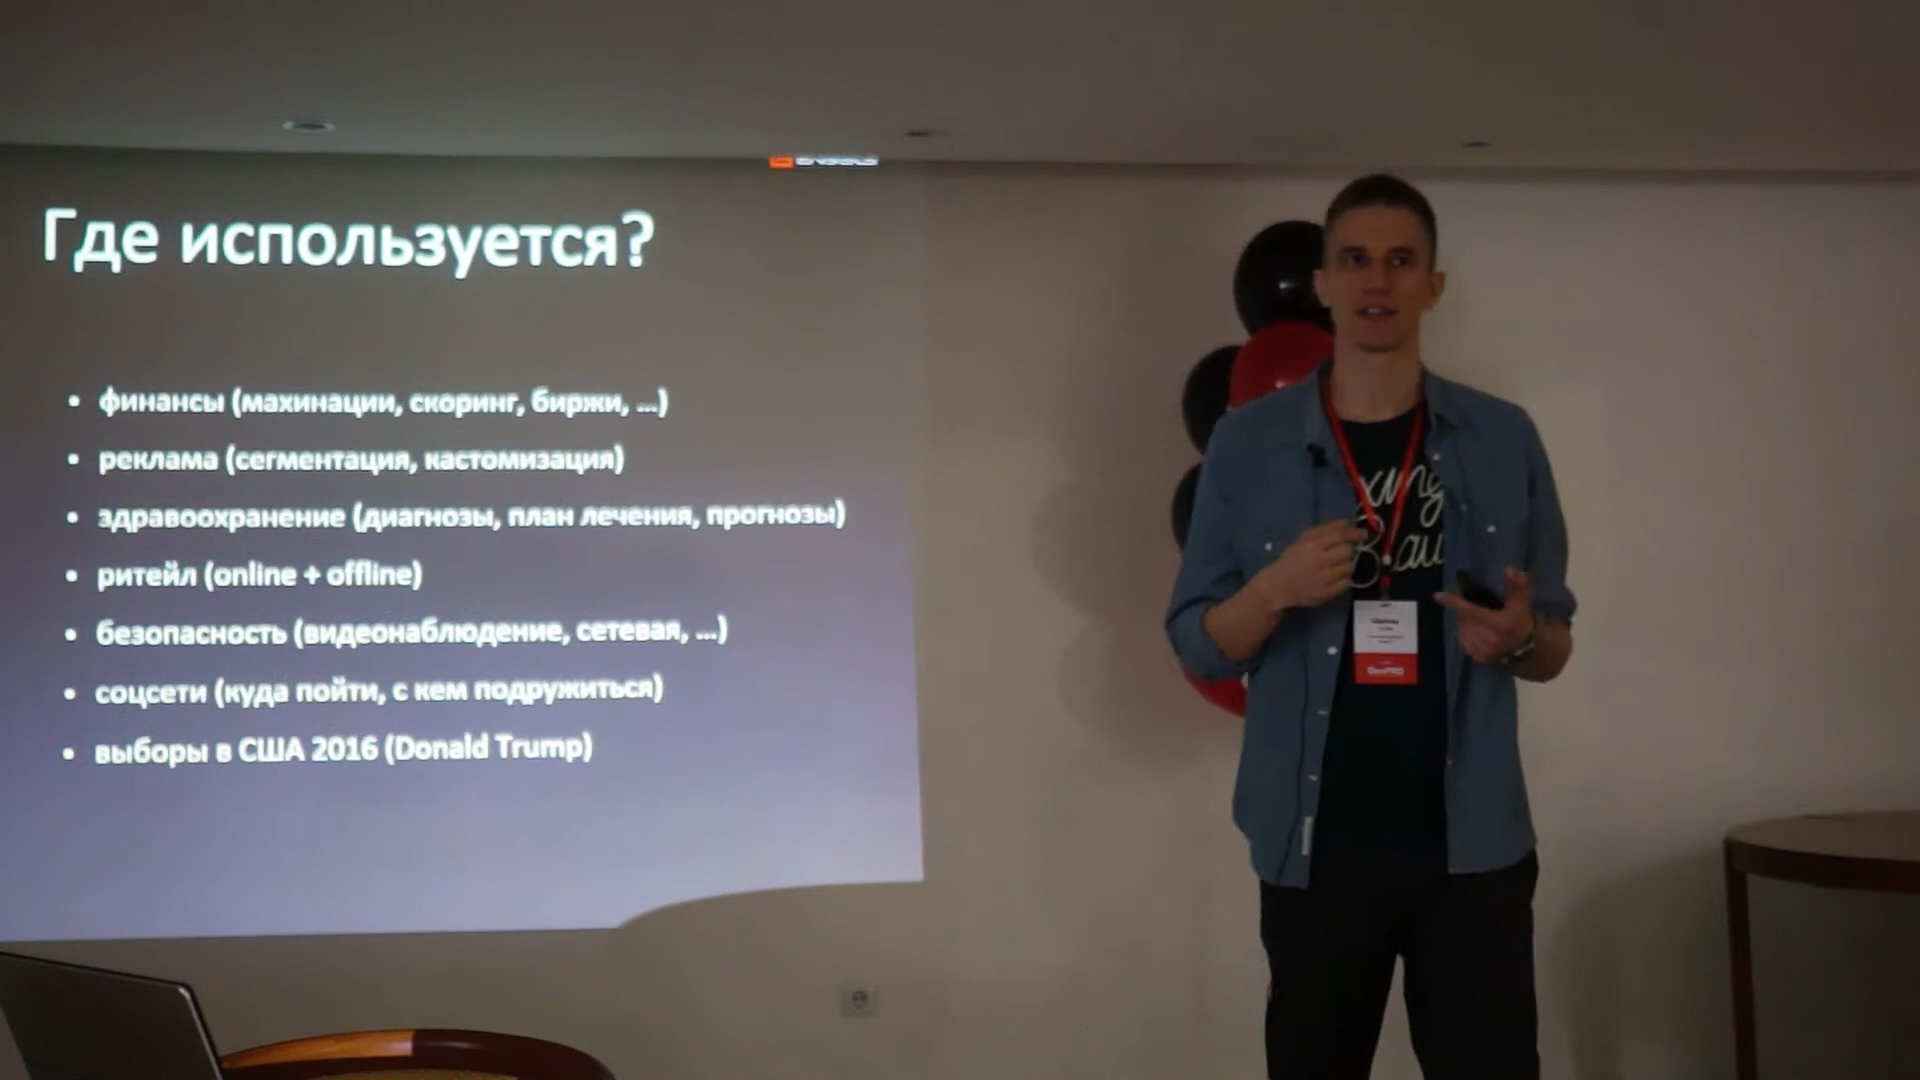 Где используется?
• финансы (махинации, скоринг, биржи, ...)
• реклама (сегментация, кастомизация)
• здравоохранение (диагнозы, план лечения, прогнозы)
• ритейл (online + offline)
• безопасность (видеонаблюдение, сетевая, ...)
• соцсети (куда пойти, с кем подружиться)
• выборы в США 2016 (Donald Trump)